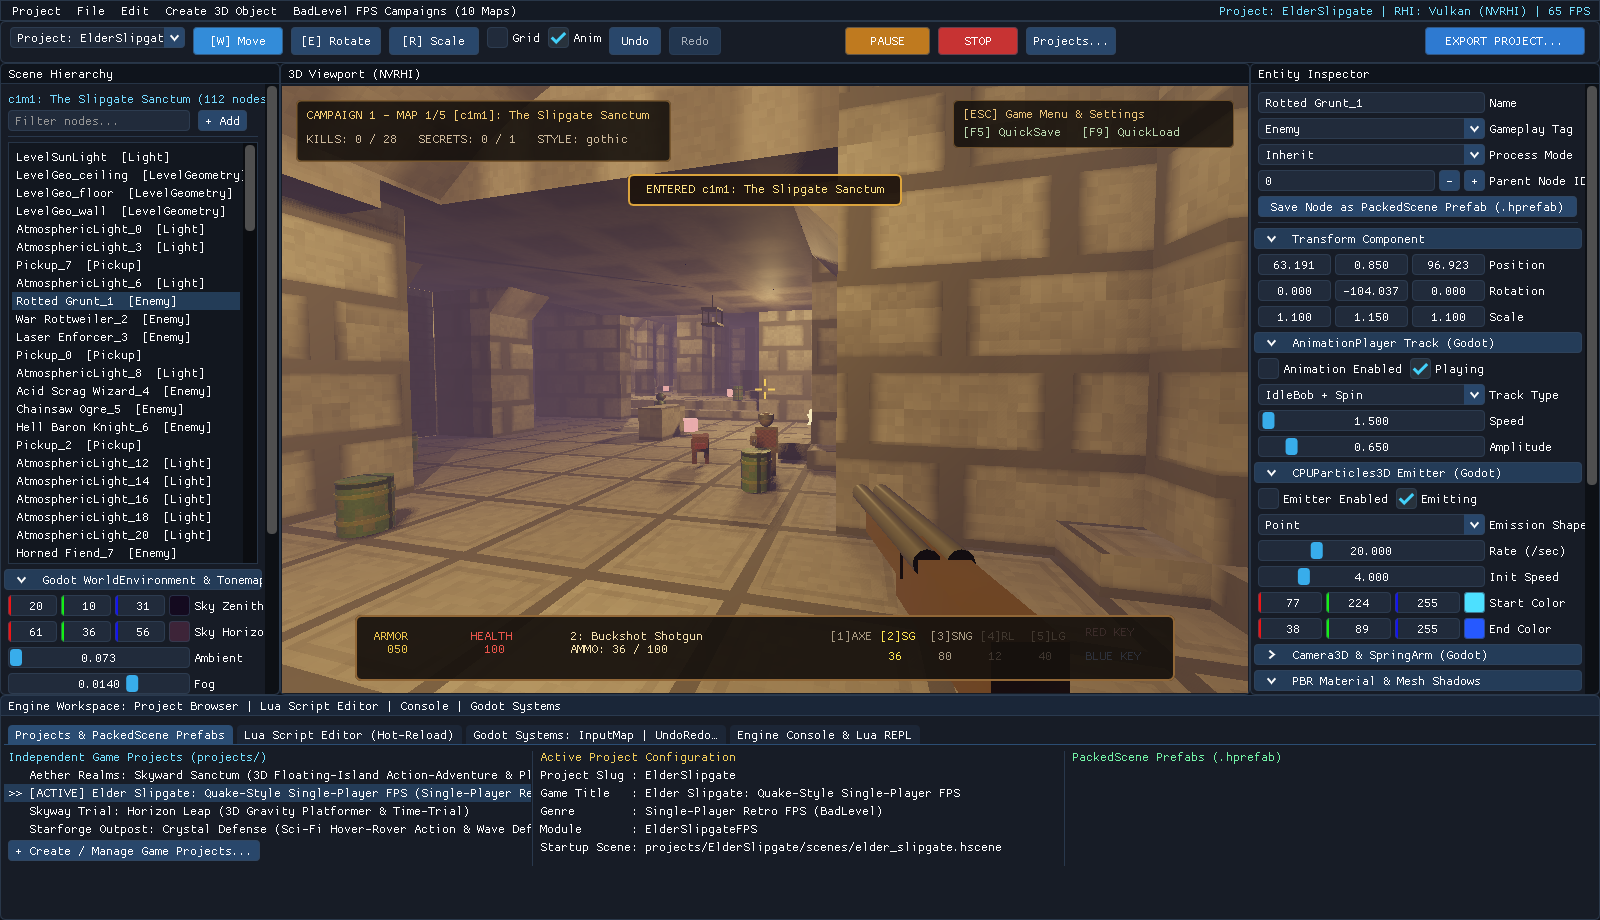 Project File Edit Create 3D Object BadLevel FPS Campaigns (10 Maps)
Project: ElderSlipgate | RHI: Vulkan (NVRHI) | 65 FPS
Project: ElderSlipgat
[W] Move
[E] Rotate
[R] Scale
Grid
Anim
Undo
Redo
PAUSE
STOP
Projects...
EXPORT PROJECT...
Scene Hierarchy
c1m1: The Slipgate Sanctum (112 nodes
Filter nodes...
+ Add
LevelSunLight [Light]
LevelGeo_ceiling [LevelGeometry]
LevelGeo_floor [LevelGeometry]
LevelGeo_wall [LevelGeometry]
AtmosphericLight_0 [Light]
AtmosphericLight_3 [Light]
Pickup_7 [Pickup]
AtmosphericLight_6 [Light]
Rotted Grunt_1 [Enemy]
War Rottweiler_2 [Enemy]
Laser Enforcer_3 [Enemy]
Pickup_0 [Pickup]
AtmosphericLight_8 [Light]
Acid Scrag Wizard_4 [Enemy]
Chainsaw Ogre_5 [Enemy]
Hell Baron Knight_6 [Enemy]
Pickup_2 [Pickup]
AtmosphericLight_12 [Light]
AtmosphericLight_14 [Light]
AtmosphericLight_16 [Light]
AtmosphericLight_18 [Light]
AtmosphericLight_20 [Light]
Horned Fiend_7 [Enemy]
Godot WorldEnvironment & Tonemap
20 10 31 Sky Zenith
61 36 56 Sky Horizo
0.073 Ambient
0.0140 Fog
3D Viewport (NVRHI)
CAMPAIGN 1 - MAP 1/5 [c1m1]: The Slipgate Sanctum
KILLS: 0 / 28 SECRETS: 0 / 1 STYLE: gothic
[ESC] Game Menu & Settings
[F5] QuickSave [F9] QuickLoad
ENTERED c1m1: The Slipgate Sanctum
ARMOR
050
HEALTH
100
2: Buckshot Shotgun
AMMO: 36 / 100
[1]AXE [2]SG [3]SNG [4]RL [5]LG
36 80 12 40
RED KEY
BLUE KEY
Entity Inspector
Rotted Grunt_1 Name
Enemy Gameplay Tag
Inherit Process Mode
0 - + Parent Node ID
Save Node as PackedScene Prefab (.hprefab)
Transform Component
63.191 0.850 96.923 Position
0.000 -104.037 0.000 Rotation
1.100 1.150 1.100 Scale
AnimationPlayer Track (Godot)
Animation Enabled Playing
IdleBob + Spin Track Type
1.500 Speed
0.650 Amplitude
CPUParticles3D Emitter (Godot)
Emitter Enabled Emitting
Point Emission Shape
20.000 Rate (/sec)
4.000 Init Speed
77 224 255 Start Color
38 89 255 End Color
Camera3D & SpringArm (Godot)
PBR Material & Mesh Shadows
Engine Workspace: Project Browser | Lua Script Editor | Console | Godot Systems
Projects & PackedScene Prefabs
Lua Script Editor (Hot-Reload)
Godot Systems: InputMap | UndoRedo…
Engine Console & Lua REPL
Independent Game Projects (projects/)
Aether Realms: Skyward Sanctum (3D Floating-Island Action-Adventure & Pl
>> [ACTIVE] Elder Slipgate: Quake-Style Single-Player FPS (Single-Player Re
Skyway Trial: Horizon Leap (3D Gravity Platformer & Time-Trial)
Starforge Outpost: Crystal Defense (Sci-Fi Hover-Rover Action & Wave Def
+ Create / Manage Game Projects...
Active Project Configuration
Project Slug : ElderSlipgate
Game Title : Elder Slipgate: Quake-Style Single-Player FPS
Genre : Single-Player Retro FPS (BadLevel)
Module : ElderSlipgateFPS
Startup Scene: projects/ElderSlipgate/scenes/elder_slipgate.hscene
PackedScene Prefabs (.hprefab)